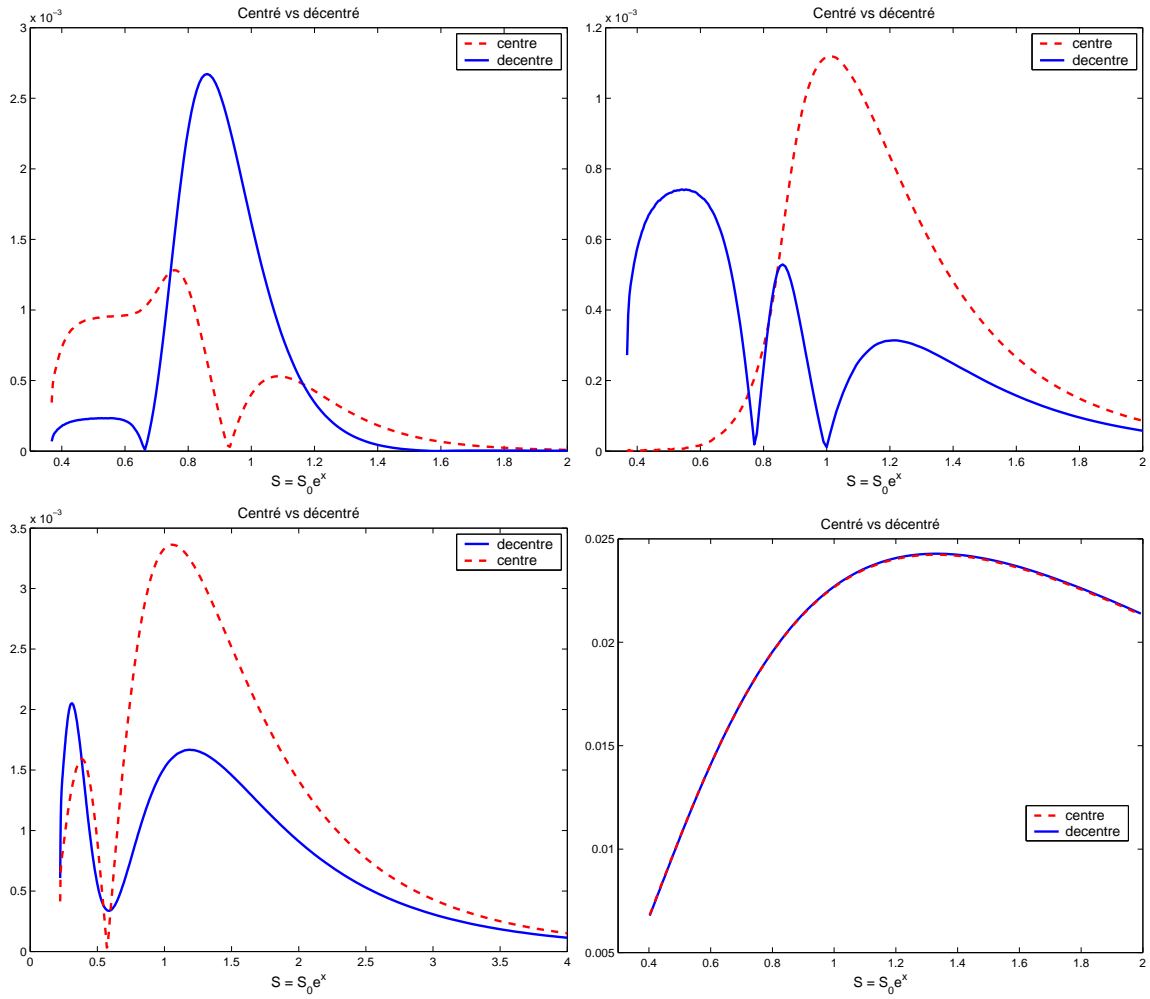 Centré vs décentré
x 10⁻³
3
2.5
2
1.5
1
0.5
0
0.4 0.6 0.8 1 1.2 1.4 1.6 1.8 2
S = S₀eˣ
centre
decentre
Centré vs décentré
x 10⁻³
1.2
1
0.8
0.6
0.4
0.2
0
0.4 0.6 0.8 1 1.2 1.4 1.6 1.8 2
S = S₀eˣ
centre
decentre
Centré vs décentré
x 10⁻³
3.5
3
2.5
2
1.5
1
0.5
0
0 0.5 1 1.5 2 2.5 3 3.5 4
S = S₀eˣ
decentre
centre
Centré vs décentré
0.025
0.02
0.015
0.01
0.005
0.4 0.6 0.8 1 1.2 1.4 1.6 1.8 2
S = S₀eˣ
centre
decentre